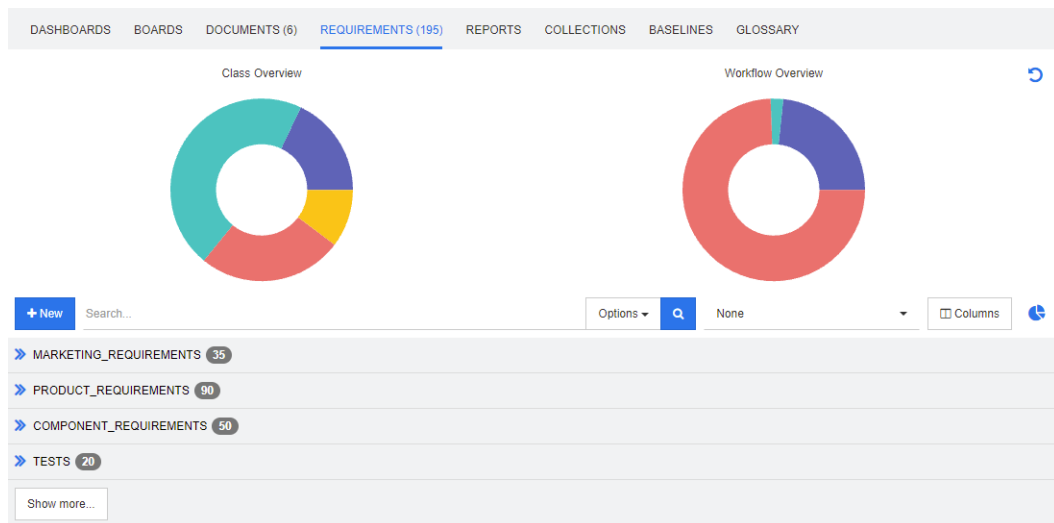 DASHBOARDS BOARDS DOCUMENTS (6) REQUIREMENTS (195) REPORTS COLLECTIONS BASELINES GLOSSARY
Class Overview Workflow Overview
+ New Search... Options None Columns
MARKETING_REQUIREMENTS 35
PRODUCT_REQUIREMENTS 90
COMPONENT_REQUIREMENTS 50
TESTS 20
Show more...